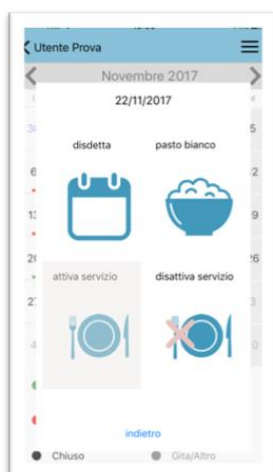 Utente Prova
Novembre 2017
22/11/2017
disdetta pasto bianco
attiva servizio disattiva servizio
indietro
Chiuso Gita/Altro